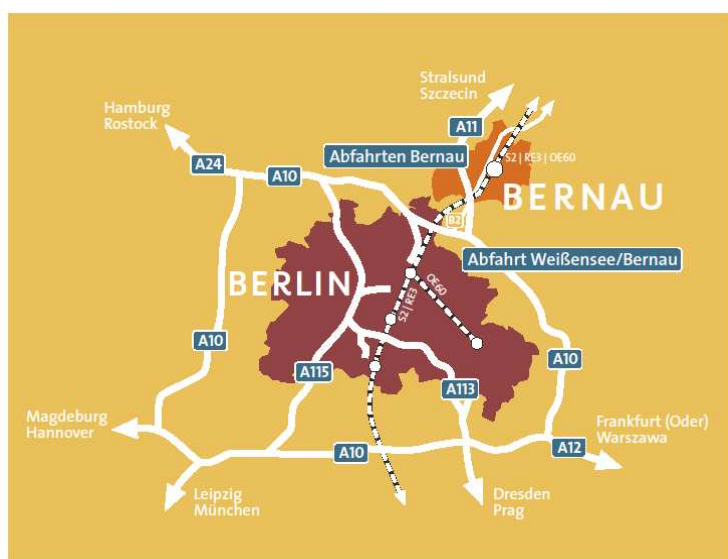 Stralsund
Szczecin
Hamburg
Rostock
A11
Abfahrten Bernau
S2 | RE3 | OE60
A24
A10
BERNAU
B2
Abfahrt Weißensee/Bernau
BERLIN
OE60
S2 | RE3
A10
A10
A115
A113
Magdeburg
Hannover
Frankfurt (Oder)
Warszawa
A10
A12
Leipzig
München
Dresden
Prag